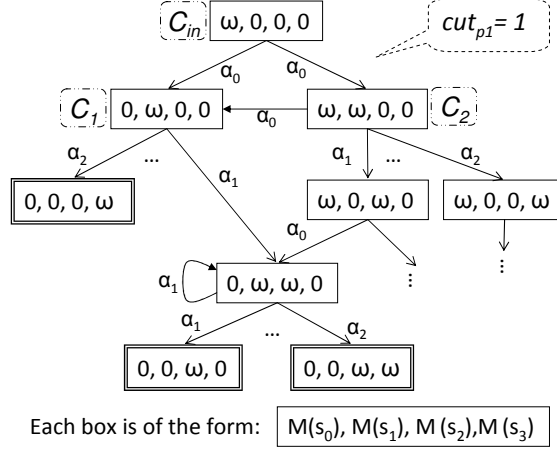 C_in ω, 0, 0, 0 cut_p1 = 1
α₀ α₀
C₁ 0, ω, 0, 0 α₀ ω, ω, 0, 0 C₂
α₂ ... α₁ α₁ ... α₂
0, 0, 0, ω ω, 0, ω, 0 ω, 0, 0, ω
α₀
α₁ 0, ω, ω, 0 ... ...
α₁ ... α₂
0, 0, ω, 0 0, 0, ω, ω
Each box is of the form: M(s₀), M(s₁), M (s₂),M (s₃)